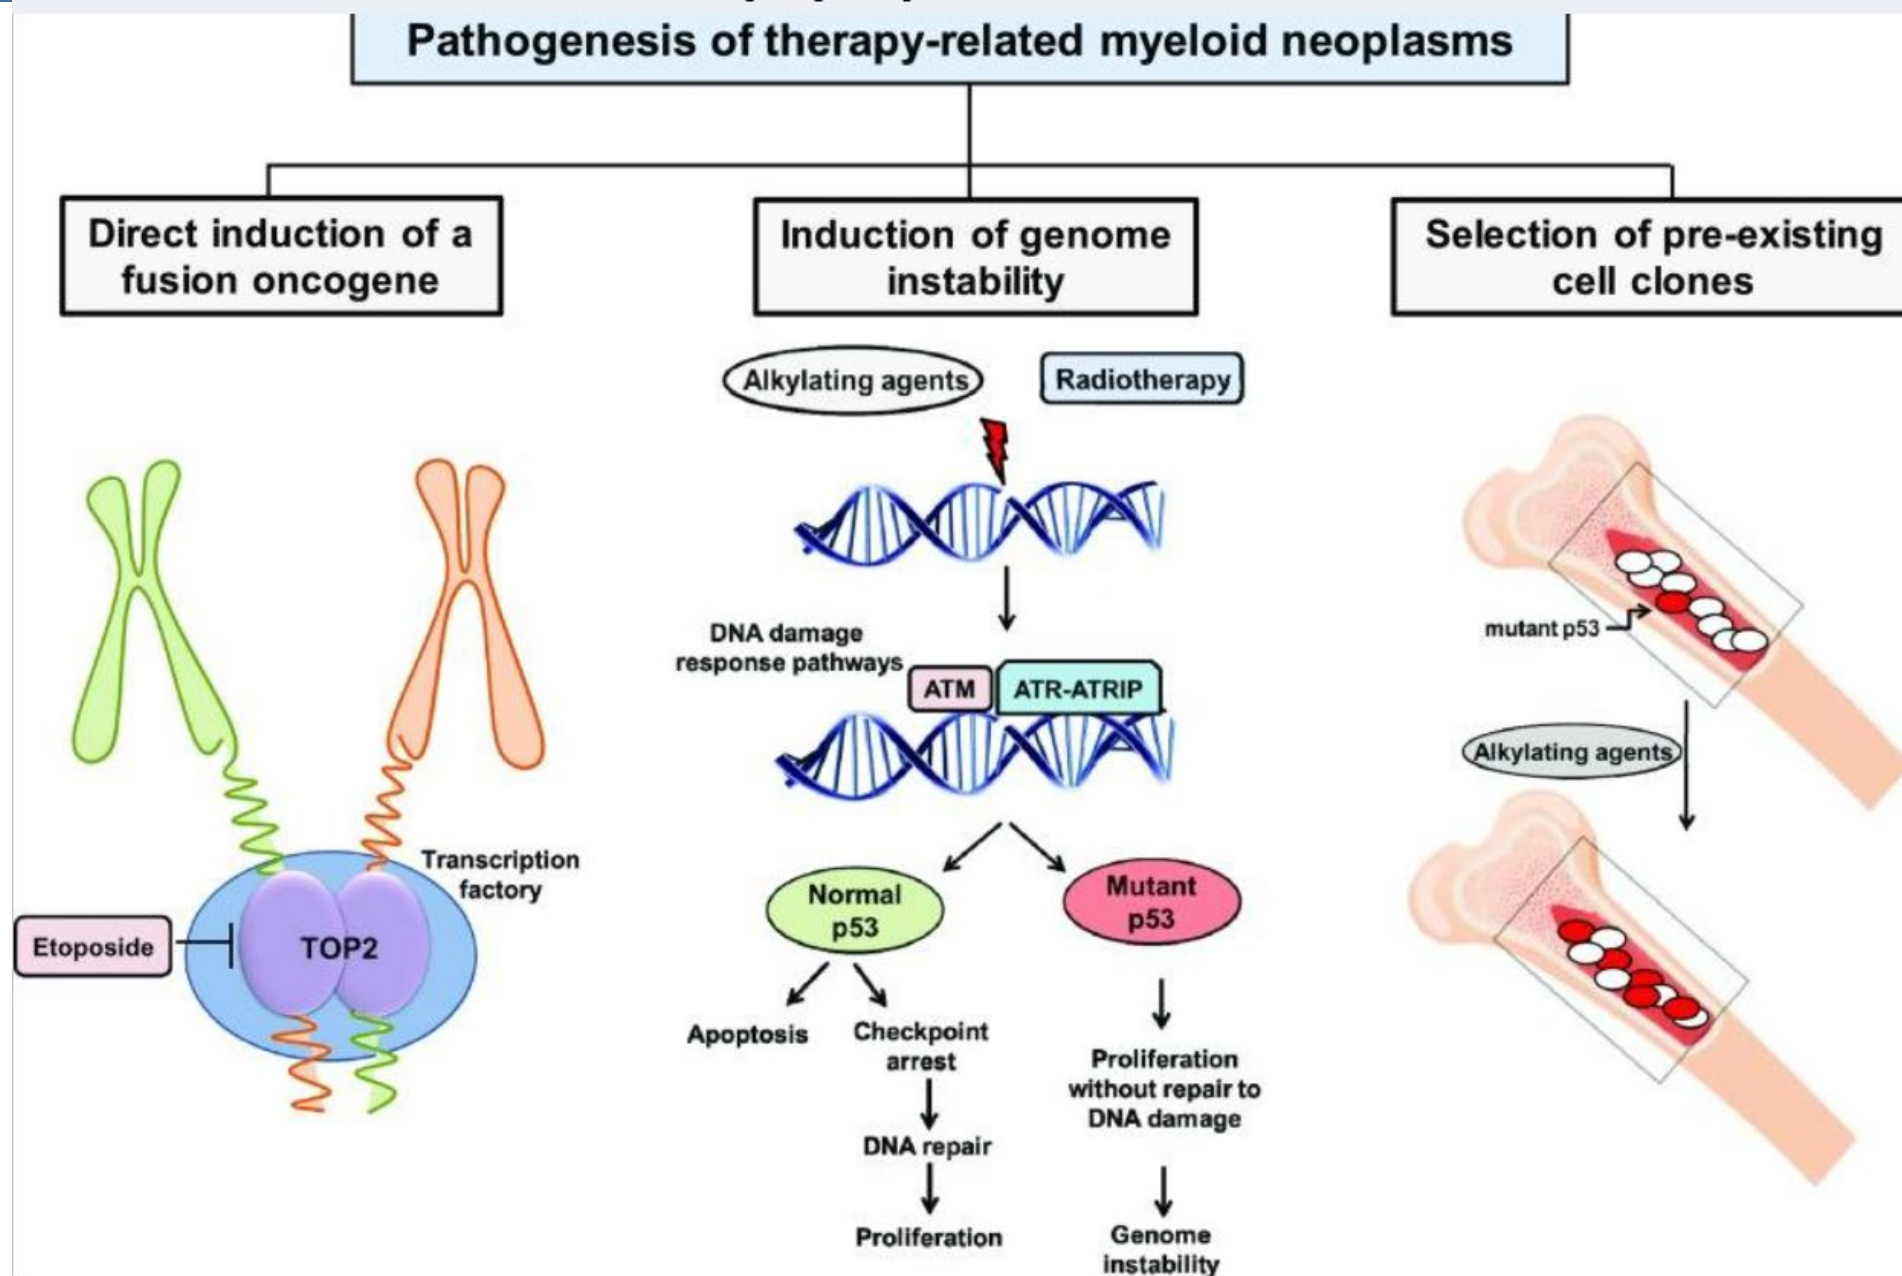 Pathogenesis of therapy-related myeloid neoplasms
Direct induction of a
fusion oncogene
Induction of genome
instability
Selection of pre-existing
cell clones
Transcription
factory
Etoposide
TOP2
Alkylating agents
Radiotherapy
DNA damage
response pathways
ATM
ATR-ATRIP
Normal
p53
Mutant
p53
Apoptosis
Checkpoint
arrest
DNA repair
Proliferation
Proliferation
without repair to
DNA damage
Genome
instability
mutant p53
Alkylating agents